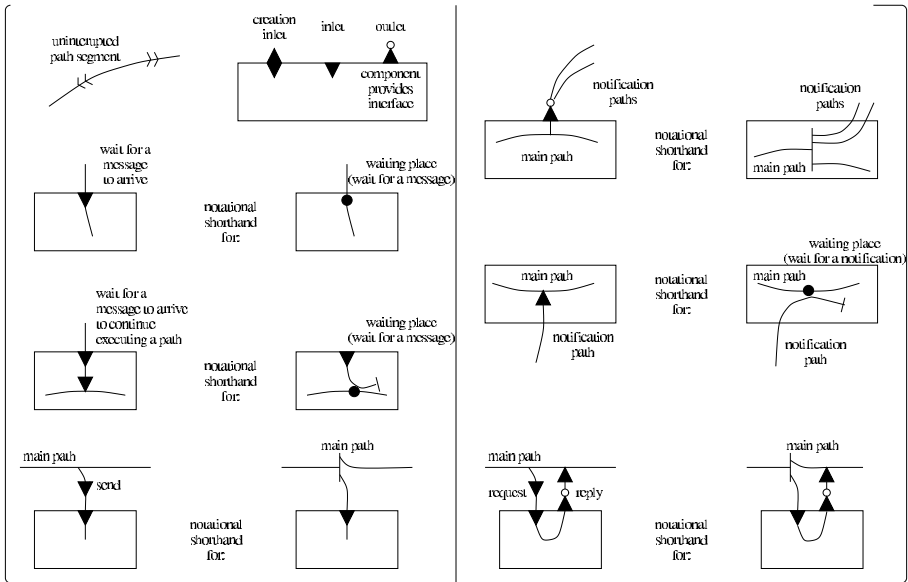 uninterrupted
path segment
creation
inlet
inlet
outlet
component
provides
interface
wait for a
message
to arrive
notational
shorthand
for:
waiting place
(wait for a message)
wait for a
message to arrive
to continue
executing a path
notational
shorthand
for:
waiting place
(wait for a message)
main path
send
notational
shorthand
for:
main path
notification
paths
main path
notational
shorthand
for:
notification
paths
main path
main path
notification
path
notational
shorthand
for:
waiting place
(wait for a notification)
main path
notification
path
main path
request
reply
notational
shorthand
for:
main path